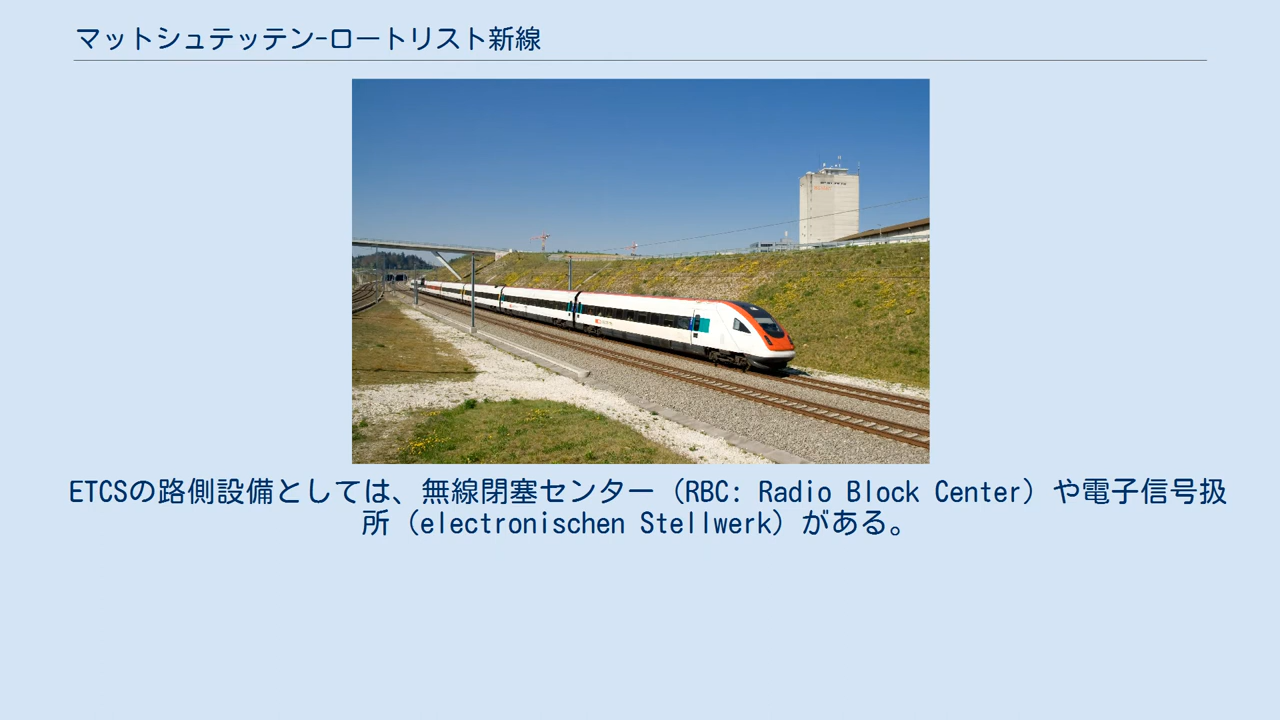 マットシュテッテン-ロートリスト新線
ETCSの路側設備としては、無線閉塞センター（RBC: Radio Block Center）や電子信号扱
所（electronischen Stellwerk）がある。